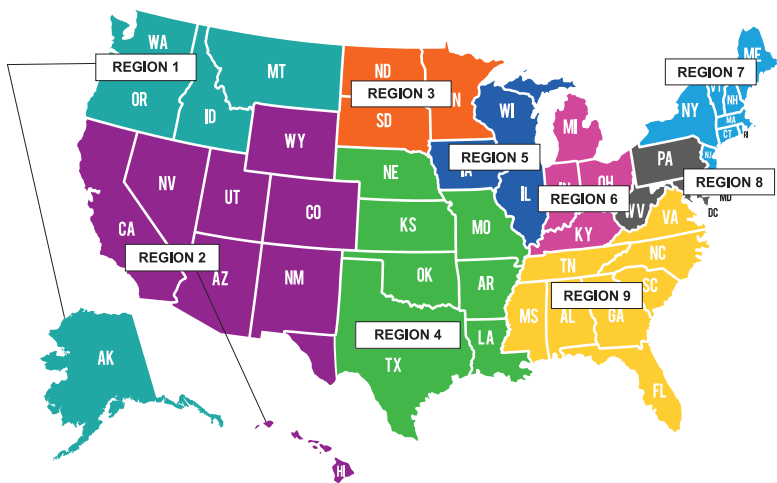 WA
REGION 1
MT
OR
ID
ND
REGION 3
N
SD
WY
ME
REGION 7
VT
NH
NY
MA
CT
RI
NJ
WI
MI
REGION 5
IA
NE
NV
UT
CO
CA
REGION 2
AZ
NM
KS
MO
IL
IN
OH
REGION 6
KY
PA
REGION 8
WV
MD
DC
VA
NC
TN
REGION 9
SC
OK
AR
MS
AL
GA
REGION 4
LA
TX
FL
AK
HI